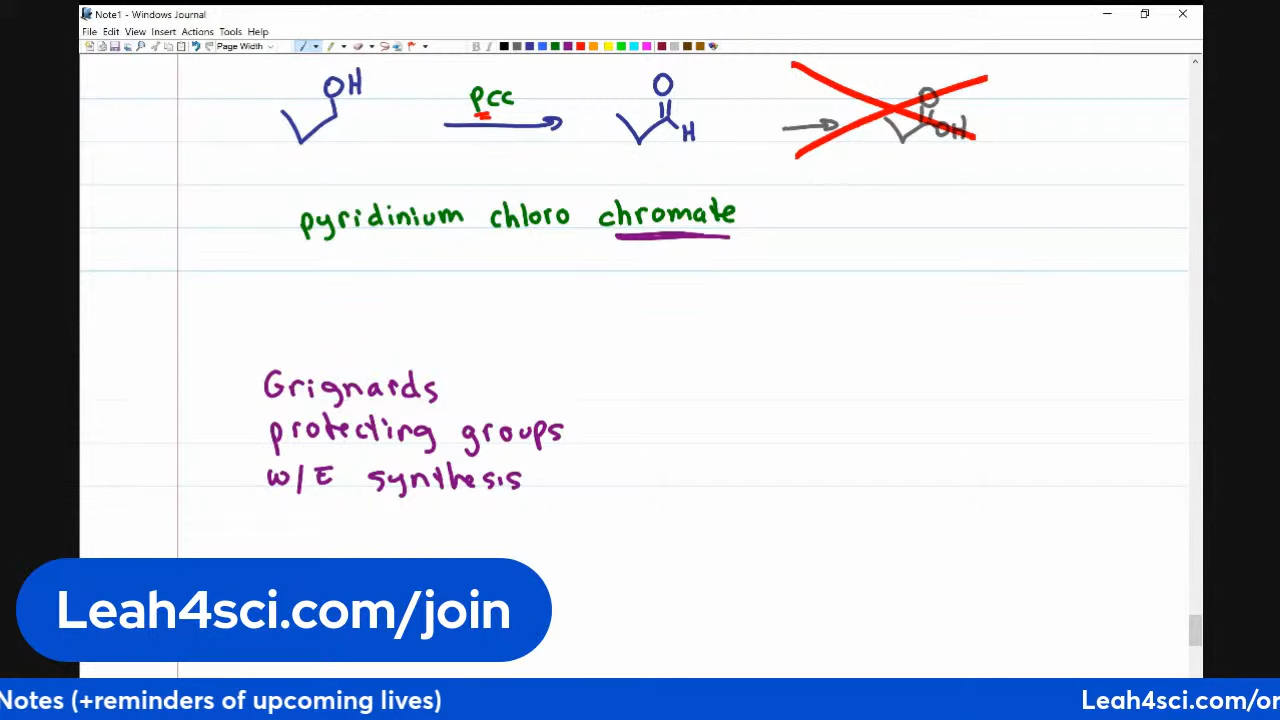 Note1 - Windows Journal
File Edit View Insert Actions Tools Help
Page Width
B I
OH
PCC
O
H
O
OH
pyridinium chloro chromate
Grignards
protecting groups
w/E synthesis
Leah4sci.com/join
Notes (+reminders of upcoming lives)
Leah4sci.com/or